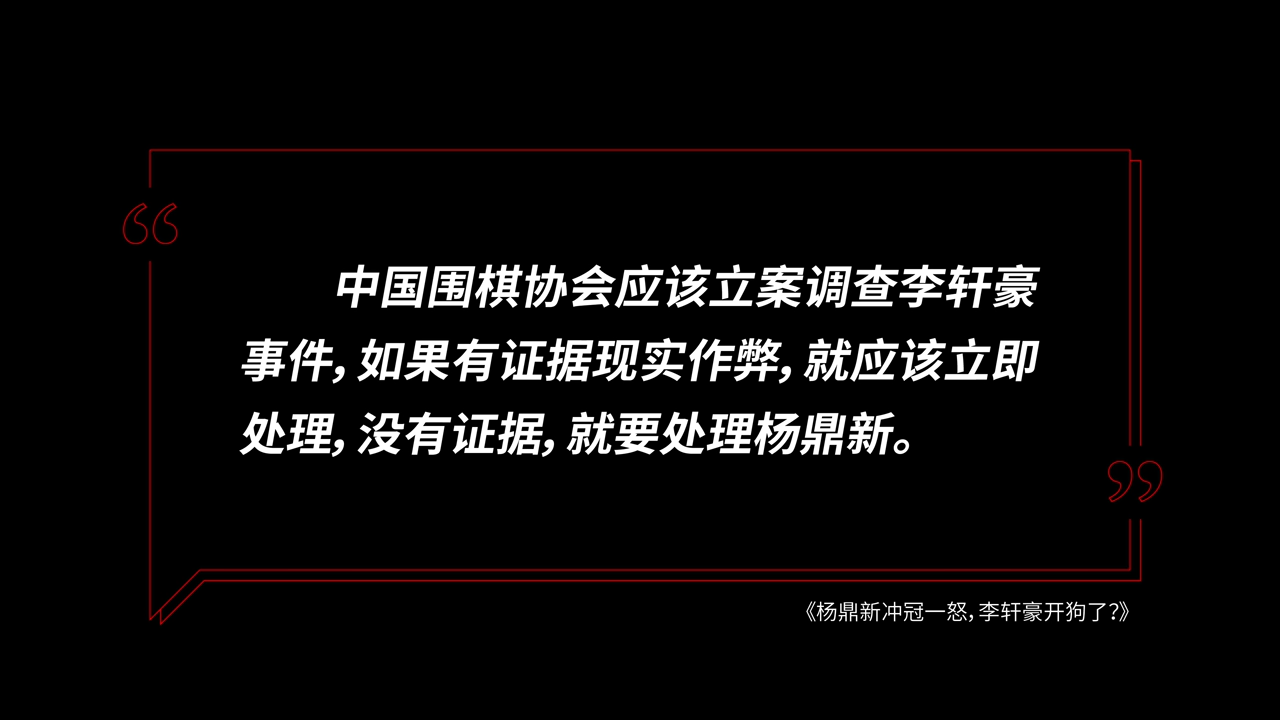 中国围棋协会应该立案调查李轩豪
事件，如果有证据现实作弊，就应该立即
处理，没有证据，就要处理杨鼎新。
《杨鼎新冲冠一怒，李轩豪开狗了？》